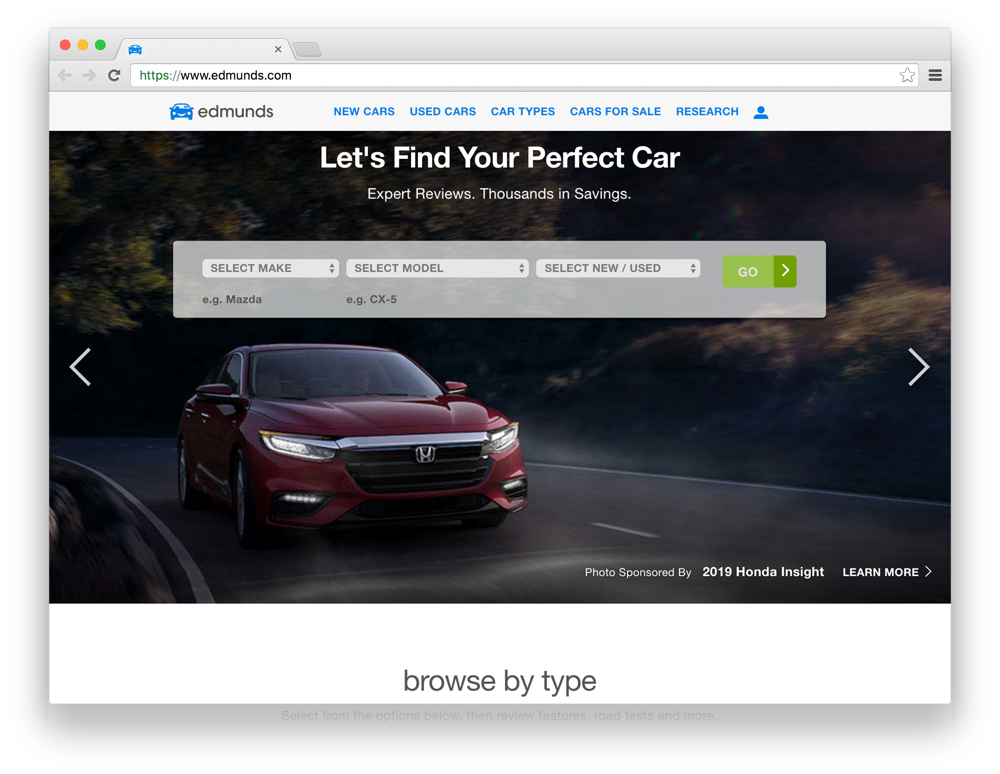 https://www.edmunds.com
edmunds NEW CARS USED CARS CAR TYPES CARS FOR SALE RESEARCH
Let's Find Your Perfect Car
Expert Reviews. Thousands in Savings.
SELECT MAKE SELECT MODEL SELECT NEW / USED GO
e.g. Mazda e.g. CX-5
Photo Sponsored By 2019 Honda Insight LEARN MORE
browse by type
Select from the options below, then review features, road tests and more.